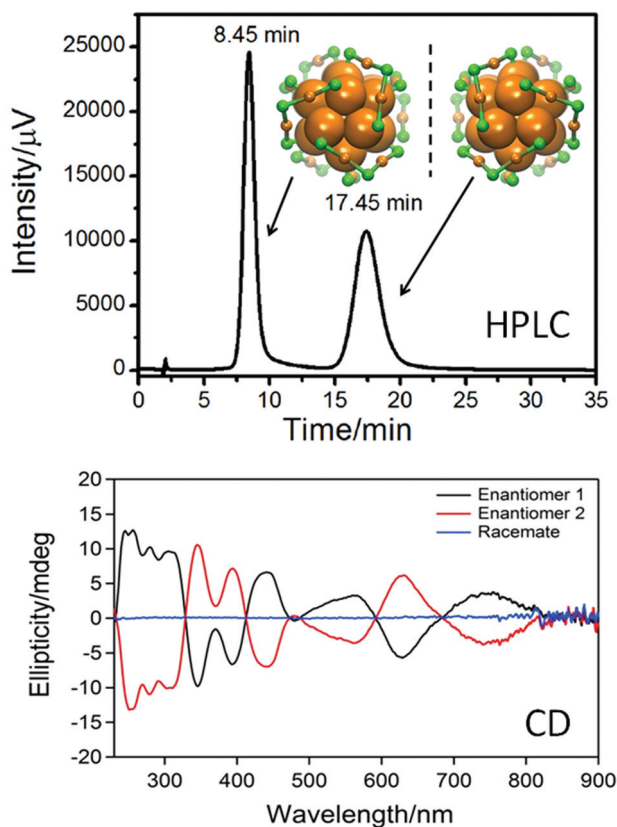 25000
20000
15000
10000
5000
0
Intensity/μV
8.45 min
17.45 min
HPLC
0 5 10 15 20 25 30 35
Time/min
20
15
10
5
0
-5
-10
-15
-20
Ellipticity/mdeg
Enantiomer 1
Enantiomer 2
Racemate
CD
300 400 500 600 700 800 900
Wavelength/nm